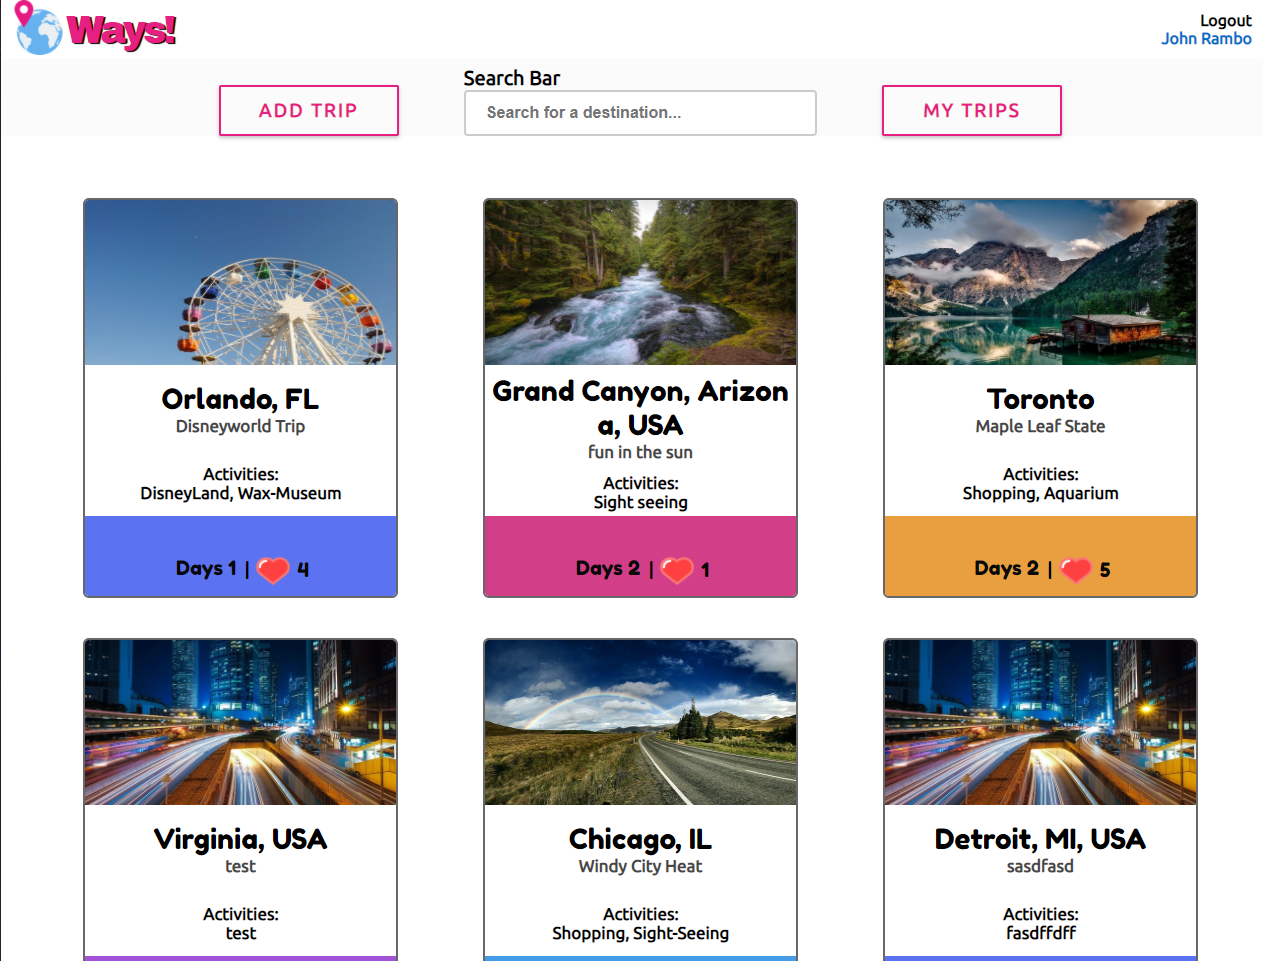 Ways!
Logout
John Rambo
Search Bar
ADD TRIP
Search for a destination...
MY TRIPS
Orlando, FL
Disneyworld Trip
Activities:
DisneyLand, Wax-Museum
Days 1 | 4
Grand Canyon, Arizon
a, USA
fun in the sun
Activities:
Sight seeing
Days 2 | 1
Toronto
Maple Leaf State
Activities:
Shopping, Aquarium
Days 2 | 5
Virginia, USA
test
Activities:
test
Chicago, IL
Windy City Heat
Activities:
Shopping, Sight-Seeing
Detroit, MI, USA
sasdfasd
Activities:
fasdffdff